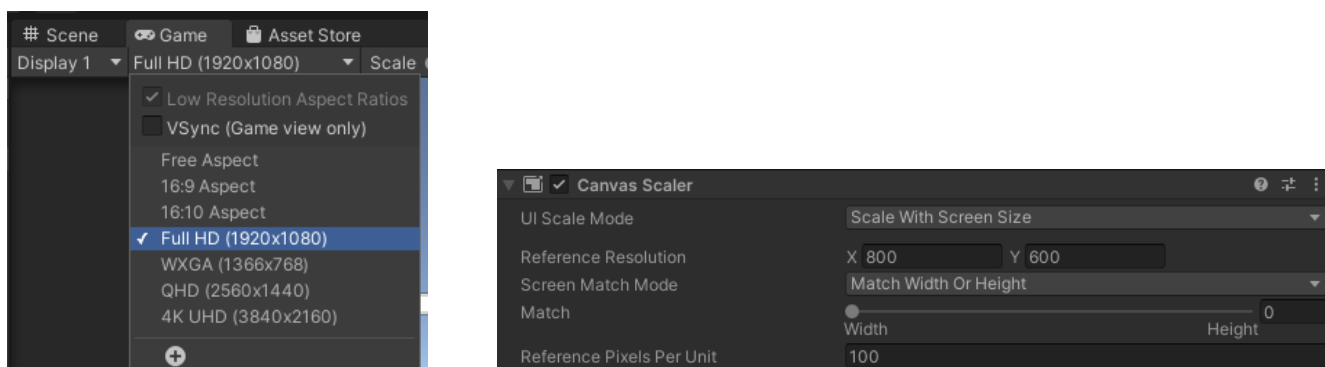 Scene Game Asset Store
Display 1 Full HD (1920x1080) Scale
Low Resolution Aspect Ratios
VSync (Game view only)
Free Aspect
16:9 Aspect
16:10 Aspect
Full HD (1920x1080)
WXGA (1366x768)
QHD (2560x1440)
4K UHD (3840x2160)
Canvas Scaler
UI Scale Mode Scale With Screen Size
Reference Resolution X 800 Y 600
Screen Match Mode Match Width Or Height
Match 0
Width Height
Reference Pixels Per Unit 100